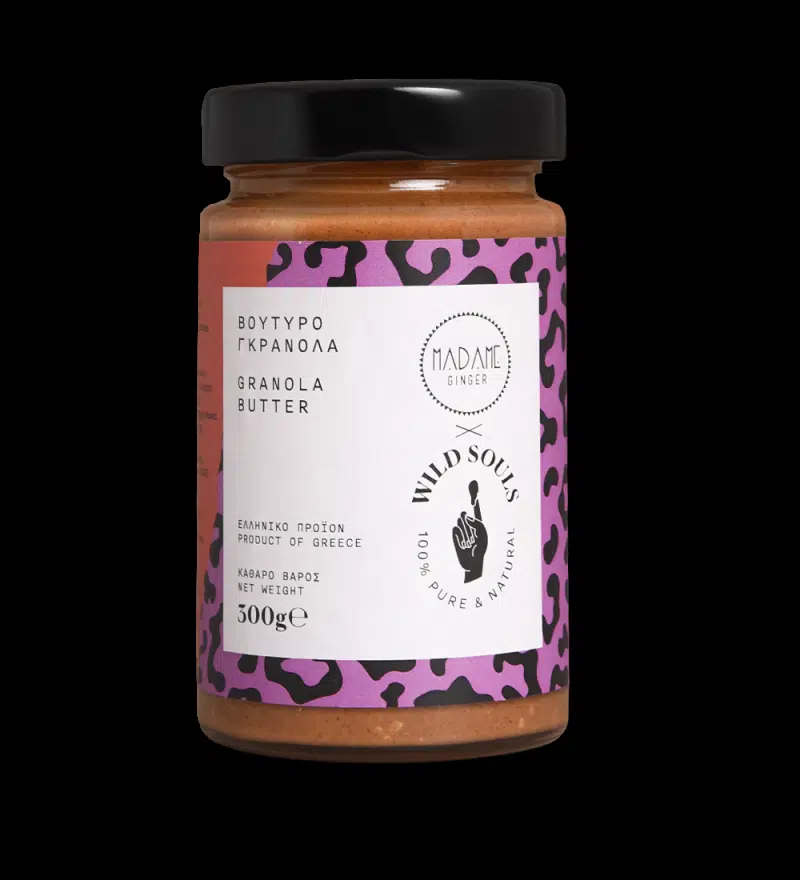 ΒΟΥΤΥΡΟ
ΓΚΡΑΝΟΛΑ
GRANOLA
BUTTER
ΕΛΛΗΝΙΚΟ ΠΡΟΪΟΝ
PRODUCT OF GREECE
ΚΑΘΑΡΟ ΒΑΡΟΣ
NET WEIGHT
300g℮
MADAME
GINGER
WILD SOULS
100% PURE & NATURAL